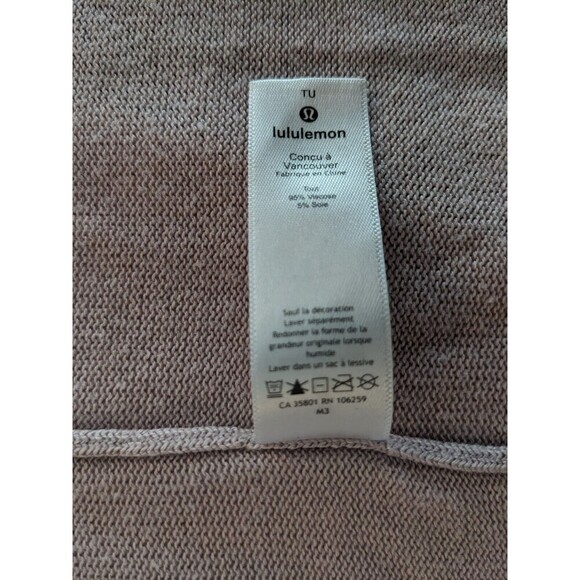 TU
lululemon
Conçu à
Vancouver
Fabriqué en Chine
Tout
95% Viscose
5% Soie
Sauf la décoration
Laver séparément
Redonner la forme de la
grandeur originale lorsque
humide
Laver dans un sac à lessive
CA 35801 RN 106259
M3